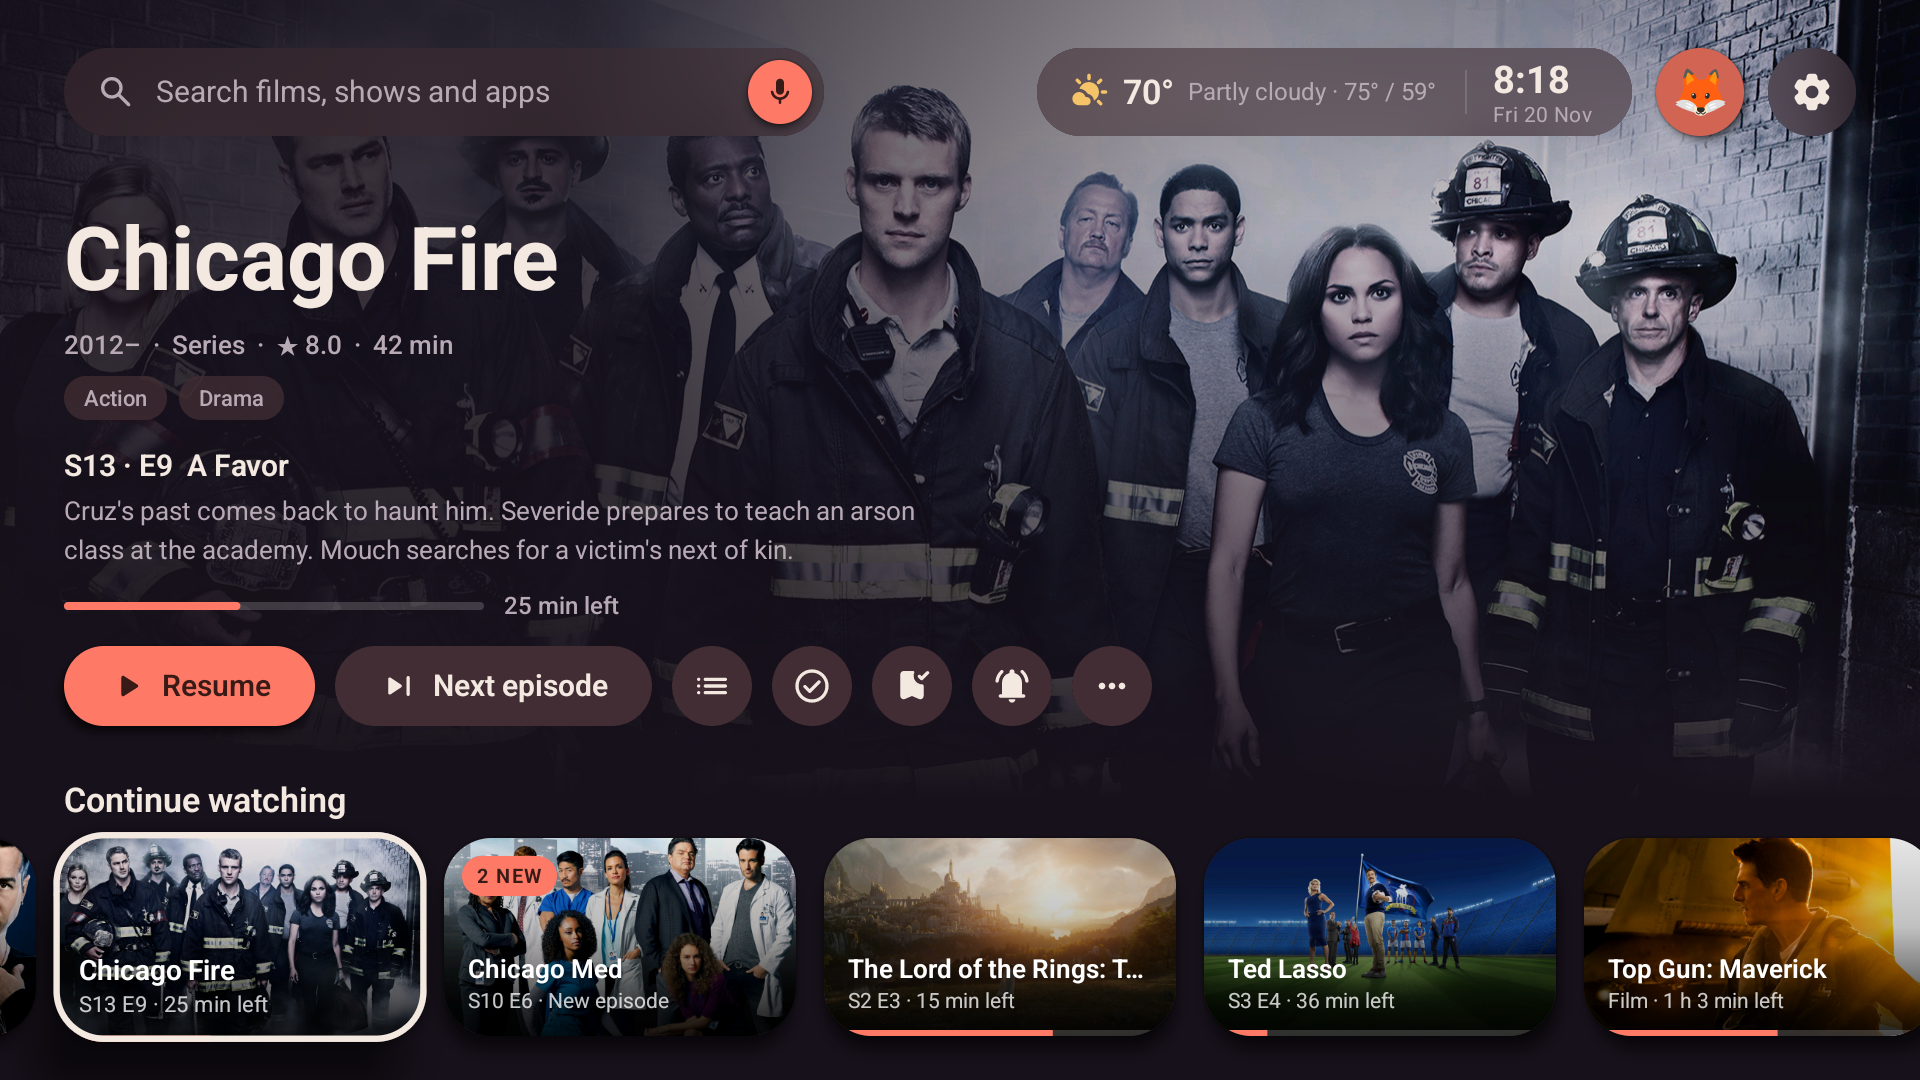 Search films, shows and apps
70° Partly cloudy · 75° / 59°
8:18
Fri 20 Nov
81
CHICAGO
81
CHICAGO
Chicago Fire
2012– · Series · ★ 8.0 · 42 min
Action
Drama
S13 · E9 A Favor
Cruz's past comes back to haunt him. Severide prepares to teach an arson
class at the academy. Mouch searches for a victim's next of kin.
25 min left
Resume
Next episode
Continue watching
Chicago Fire
S13 E9 · 25 min left
2 NEW
Chicago Med
S10 E6 · New episode
The Lord of the Rings: T...
S2 E3 · 15 min left
Ted Lasso
S3 E4 · 36 min left
Top Gun: Maverick
Film · 1 h 3 min left